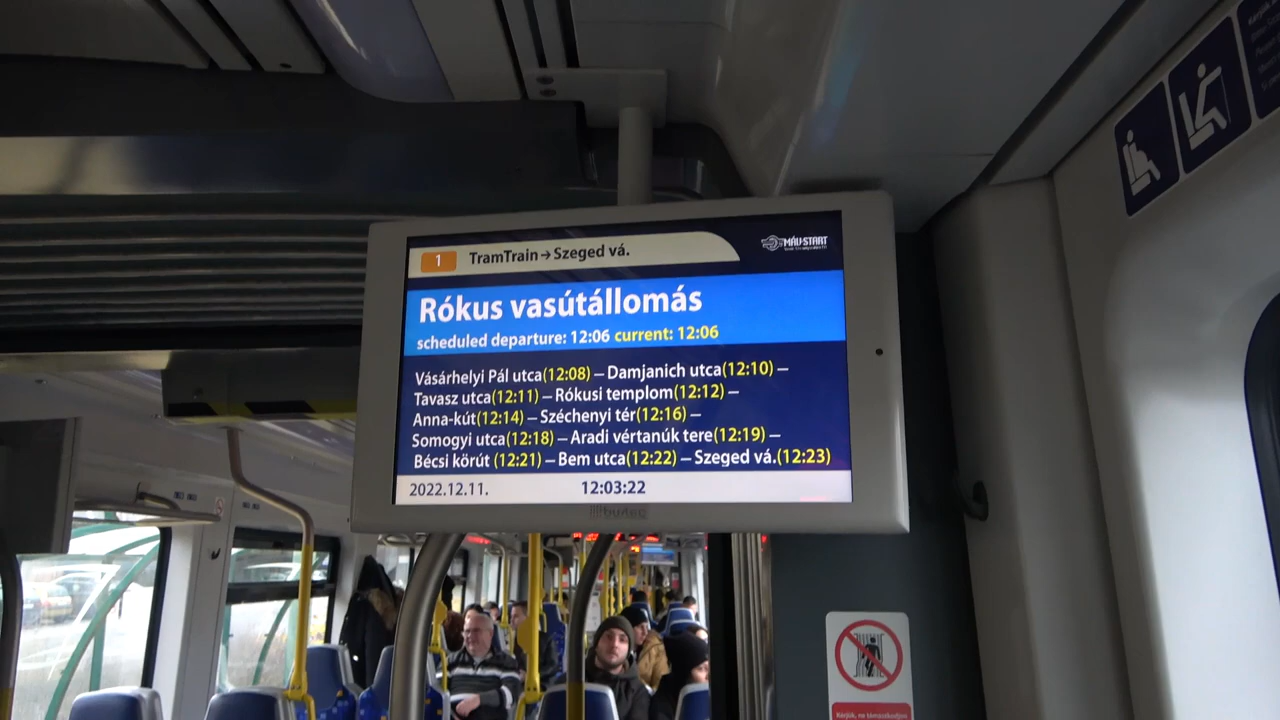 1 TramTrain→Szeged vá.
MÁV-START
Rókus vasútállomás
scheduled departure: 12:06 current: 12:06
Vásárhelyi Pál utca(12:08) – Damjanich utca(12:10) –
Tavasz utca(12:11) – Rókusi templom(12:12) –
Anna-kút(12:14) – Széchenyi tér(12:16) –
Somogyi utca(12:18) – Aradi vértanúk tere(12:19) –
Bécsi körút (12:21) – Bem utca(12:22) – Szeged vá.(12:23)
2022.12.11. 12:03:22
Kérjük, ne támaszkodjon!